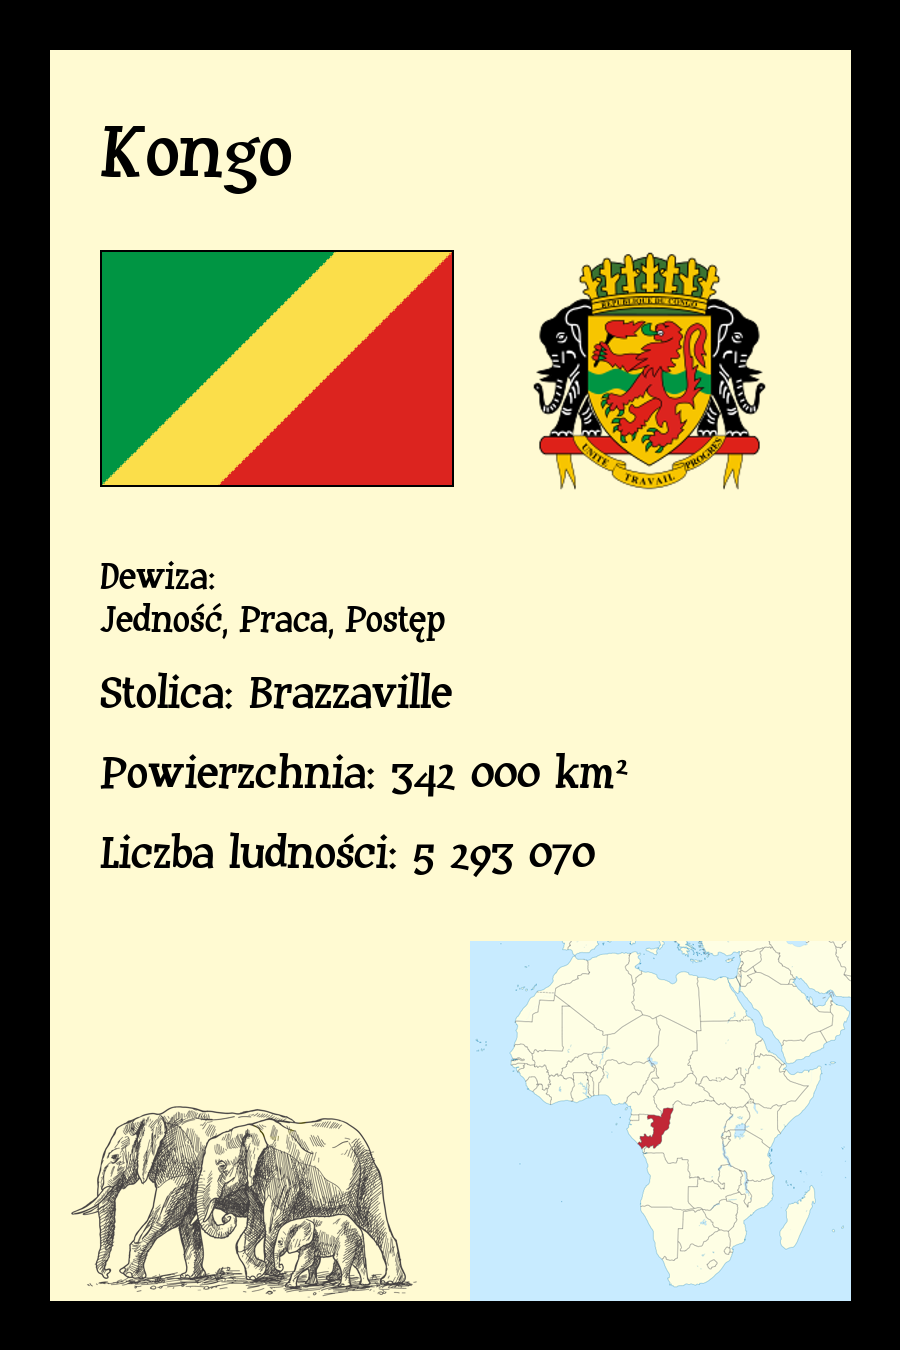 Kongo
REPUBLIQUE DU CONGO
UNITE TRAVAIL PROGRES
Dewiza:
Jedność, Praca, Postęp
Stolica: Brazzaville
Powierzchnia: 342 000 km²
Liczba ludności: 5 293 070